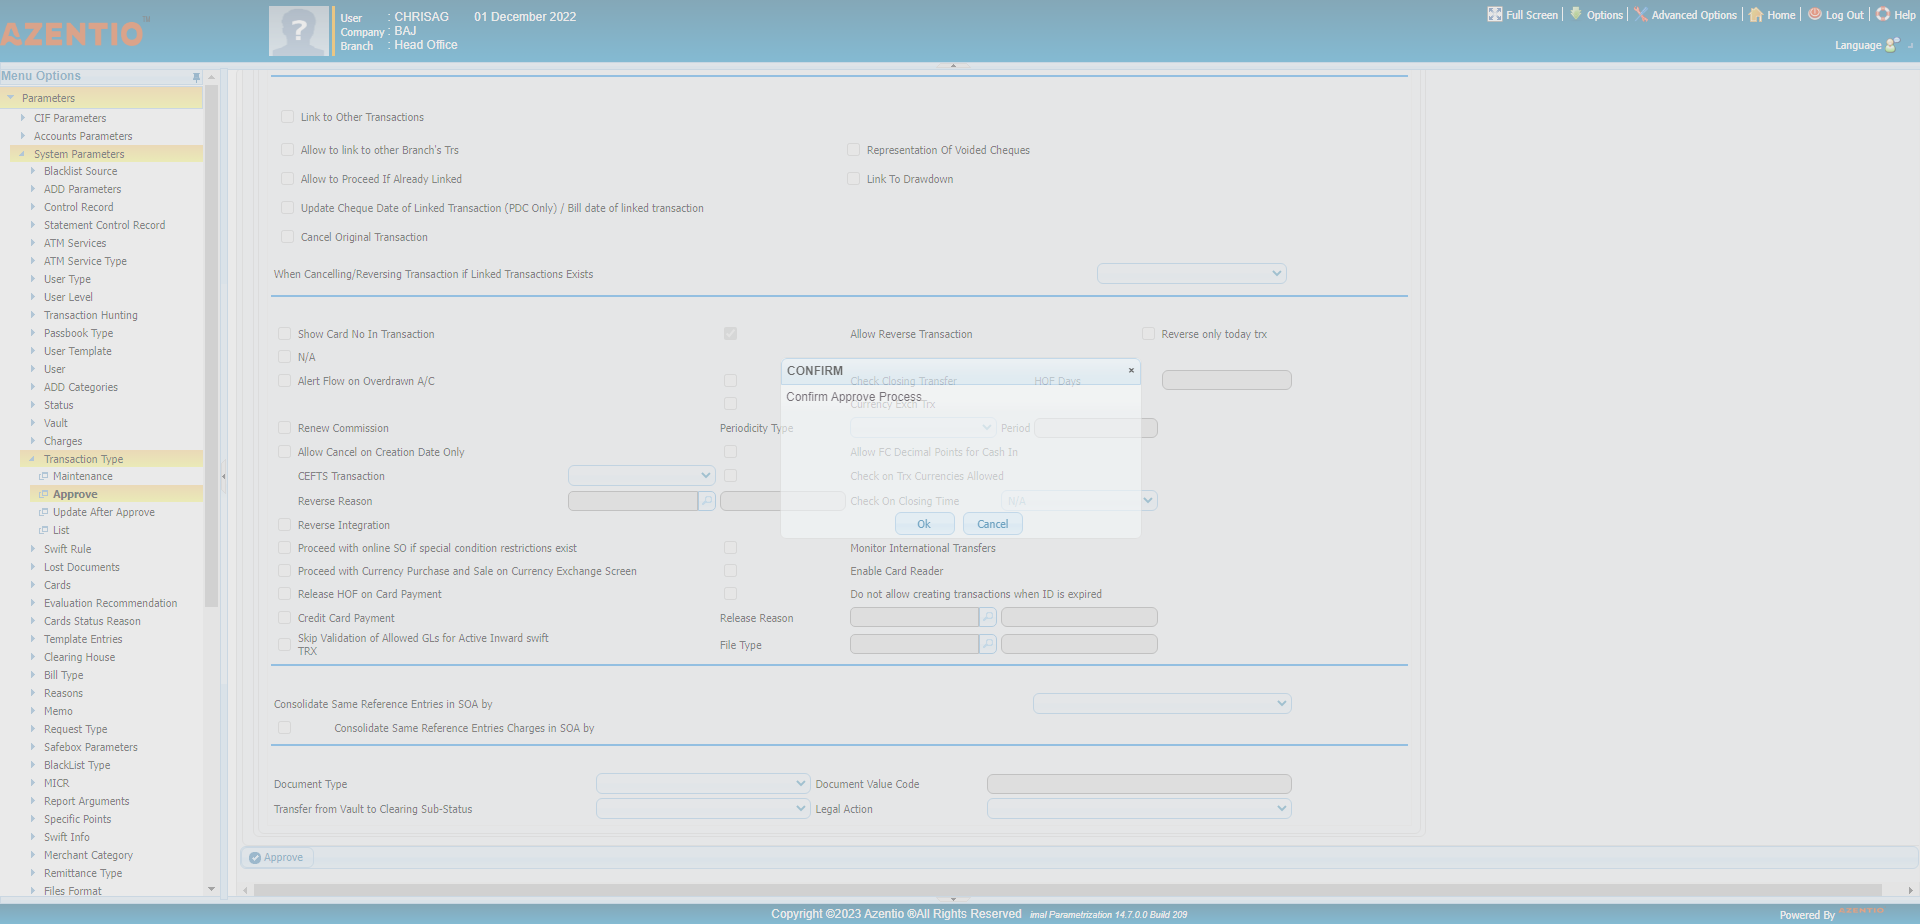 AZENTIO TM
User : CHRISAG 01 December 2022
Company : BAJ
Branch : Head Office
Full Screen Options Advanced Options Home Log Out Help
Language
Menu Options
Parameters
CIF Parameters
Accounts Parameters
System Parameters
Blacklist Source
ADD Parameters
Control Record
Statement Control Record
ATM Services
ATM Service Type
User Type
User Level
Transaction Hunting
Passbook Type
User Template
User
ADD Categories
Status
Vault
Charges
Transaction Type
Maintenance
Approve
Update After Approve
List
Swift Rule
Lost Documents
Cards
Evaluation Recommendation
Cards Status Reason
Template Entries
Clearing House
Bill Type
Reasons
Memo
Request Type
Safebox Parameters
BlackList Type
MICR
Report Arguments
Specific Points
Swift Info
Merchant Category
Remittance Type
Files Format
Link to Other Transactions
Allow to link to other Branch's Trs
Representation Of Voided Cheques
Allow to Proceed If Already Linked
Link To Drawdown
Update Cheque Date of Linked Transaction (PDC Only) / Bill date of linked transaction
Cancel Original Transaction
When Cancelling/Reversing Transaction if Linked Transactions Exists
Show Card No In Transaction
Allow Reverse Transaction
Reverse only today trx
N/A
Alert Flow on Overdrawn A/C
Check Closing Transfer
HOF Days
Currency Exch Trx
Renew Commission
Periodicity Type
Period
Allow Cancel on Creation Date Only
Allow FC Decimal Points for Cash In
CEFTS Transaction
Check on Trx Currencies Allowed
Reverse Reason
Check On Closing Time
N/A
Reverse Integration
Proceed with online SO if special condition restrictions exist
Monitor International Transfers
Proceed with Currency Purchase and Sale on Currency Exchange Screen
Enable Card Reader
Release HOF on Card Payment
Do not allow creating transactions when ID is expired
Credit Card Payment
Release Reason
Skip Validation of Allowed GLs for Active Inward swift
TRX
File Type
CONFIRM
×
Confirm Approve Process.
Ok
Cancel
Consolidate Same Reference Entries in SOA by
Consolidate Same Reference Entries Charges in SOA by
Document Type
Document Value Code
Transfer from Vault to Clearing Sub-Status
Legal Action
Approve
Copyright ©2023 Azentio ®All Rights Reserved imal Parametrization 14.7.0.0 Build 209
Powered By AZENTIO